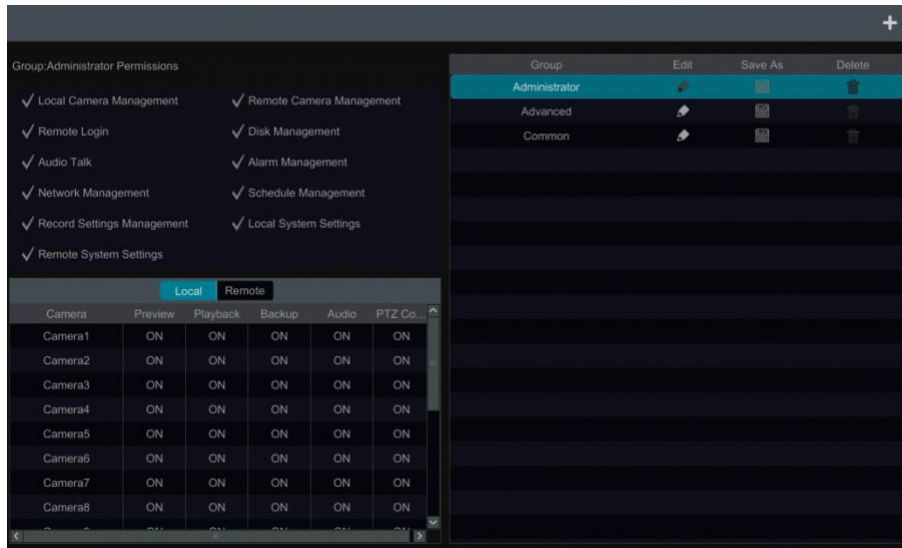 Group:Administrator Permissions
Local Camera Management Remote Camera Management
Remote Login Disk Management
Audio Talk Alarm Management
Network Management Schedule Management
Record Settings Management Local System Settings
Remote System Settings
Local Remote
Camera Preview Playback Backup Audio PTZ Co...
Camera1 ON ON ON ON ON
Camera2 ON ON ON ON ON
Camera3 ON ON ON ON ON
Camera4 ON ON ON ON ON
Camera5 ON ON ON ON ON
Camera6 ON ON ON ON ON
Camera7 ON ON ON ON ON
Camera8 ON ON ON ON ON
Group Edit Save As Delete
Administrator
Advanced
Common